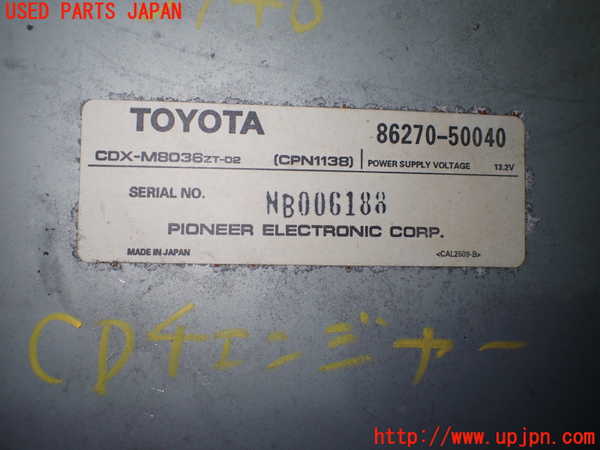 USED PARTS JAPAN
TOYOTA
86270-50040
CDX-M8036ZT-02 (CPN1138)
POWER SUPPLY VOLTAGE 13.2V
SERIAL NO. NB006188
PIONEER ELECTRONIC CORP.
MADE IN JAPAN
<CAL2609-B>
CDチェンジャー
http://www.upjpn.com